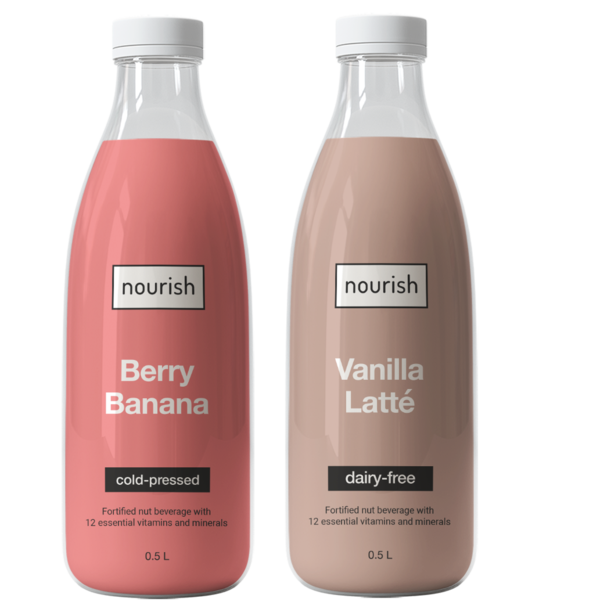 nourish
Berry
Banana
cold-pressed
Fortified nut beverage with
12 essential vitamins and minerals
0.5 L
nourish
Vanilla
Latté
dairy-free
Fortified nut beverage with
12 essential vitamins and minerals
0.5 L